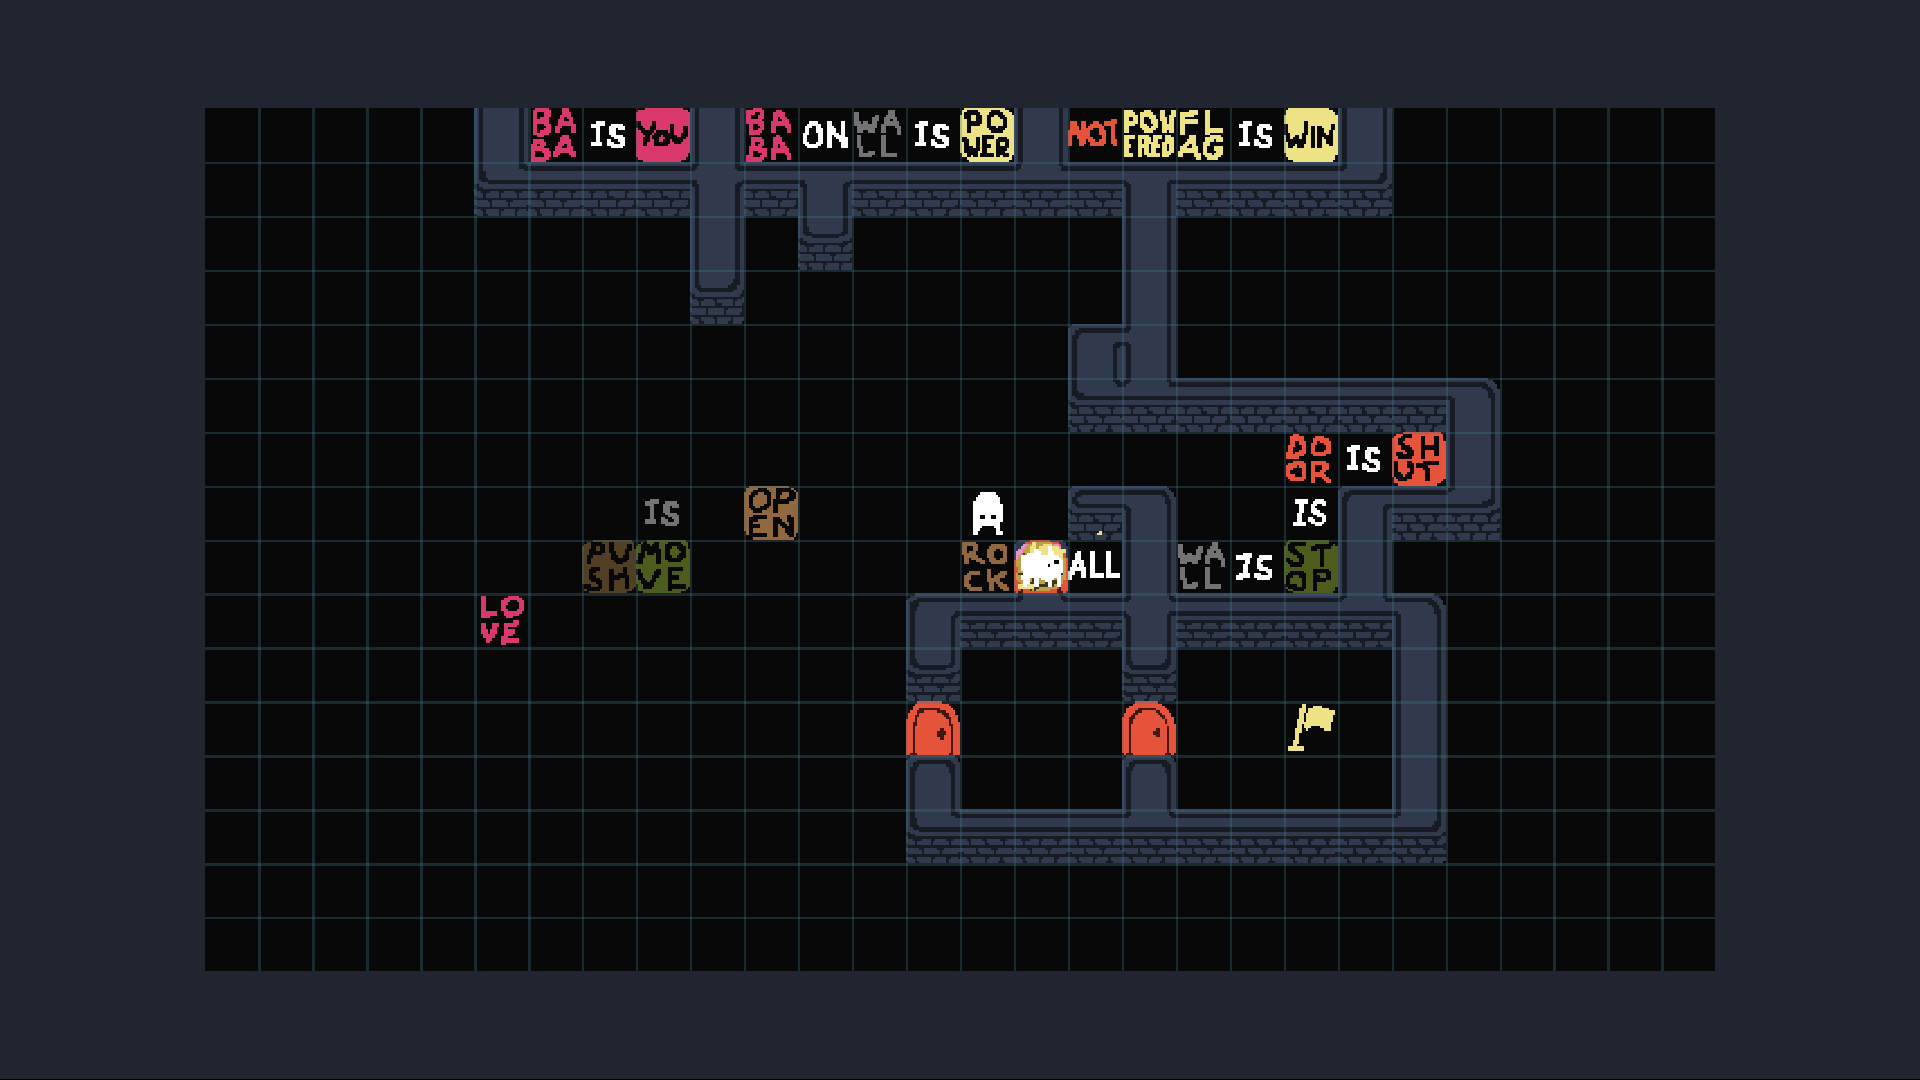 BABA IS YOU BABA ON WALL IS POWER NOT POWERED FLAG IS WIN
DOOR IS SHUT
IS OPEN IS
PUSH MOVE ROCK ALL WALL IS STOP
LOVE